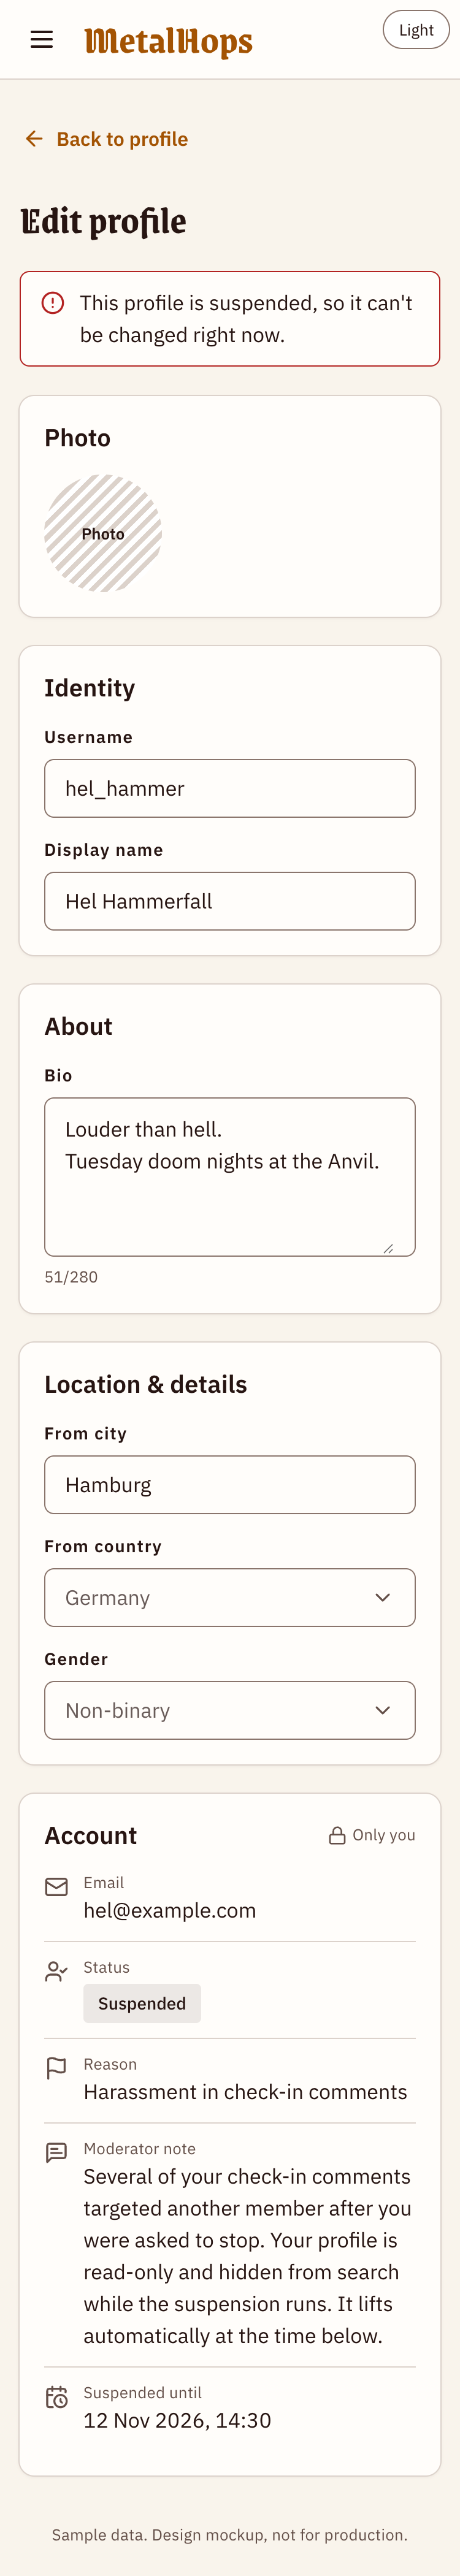 MetalHops
Light
Back to profile
Edit profile
This profile is suspended, so it can't
be changed right now.
Photo
Photo
Identity
Username
hel_hammer
Display name
Hel Hammerfall
About
Bio
Louder than hell.
Tuesday doom nights at the Anvil.
51/280
Location & details
From city
Hamburg
From country
Germany
Gender
Non-binary
Account
Only you
Email
hel@example.com
Status
Suspended
Reason
Harassment in check-in comments
Moderator note
Several of your check-in comments
targeted another member after you
were asked to stop. Your profile is
read-only and hidden from search
while the suspension runs. It lifts
automatically at the time below.
Suspended until
12 Nov 2026, 14:30
Sample data. Design mockup, not for production.